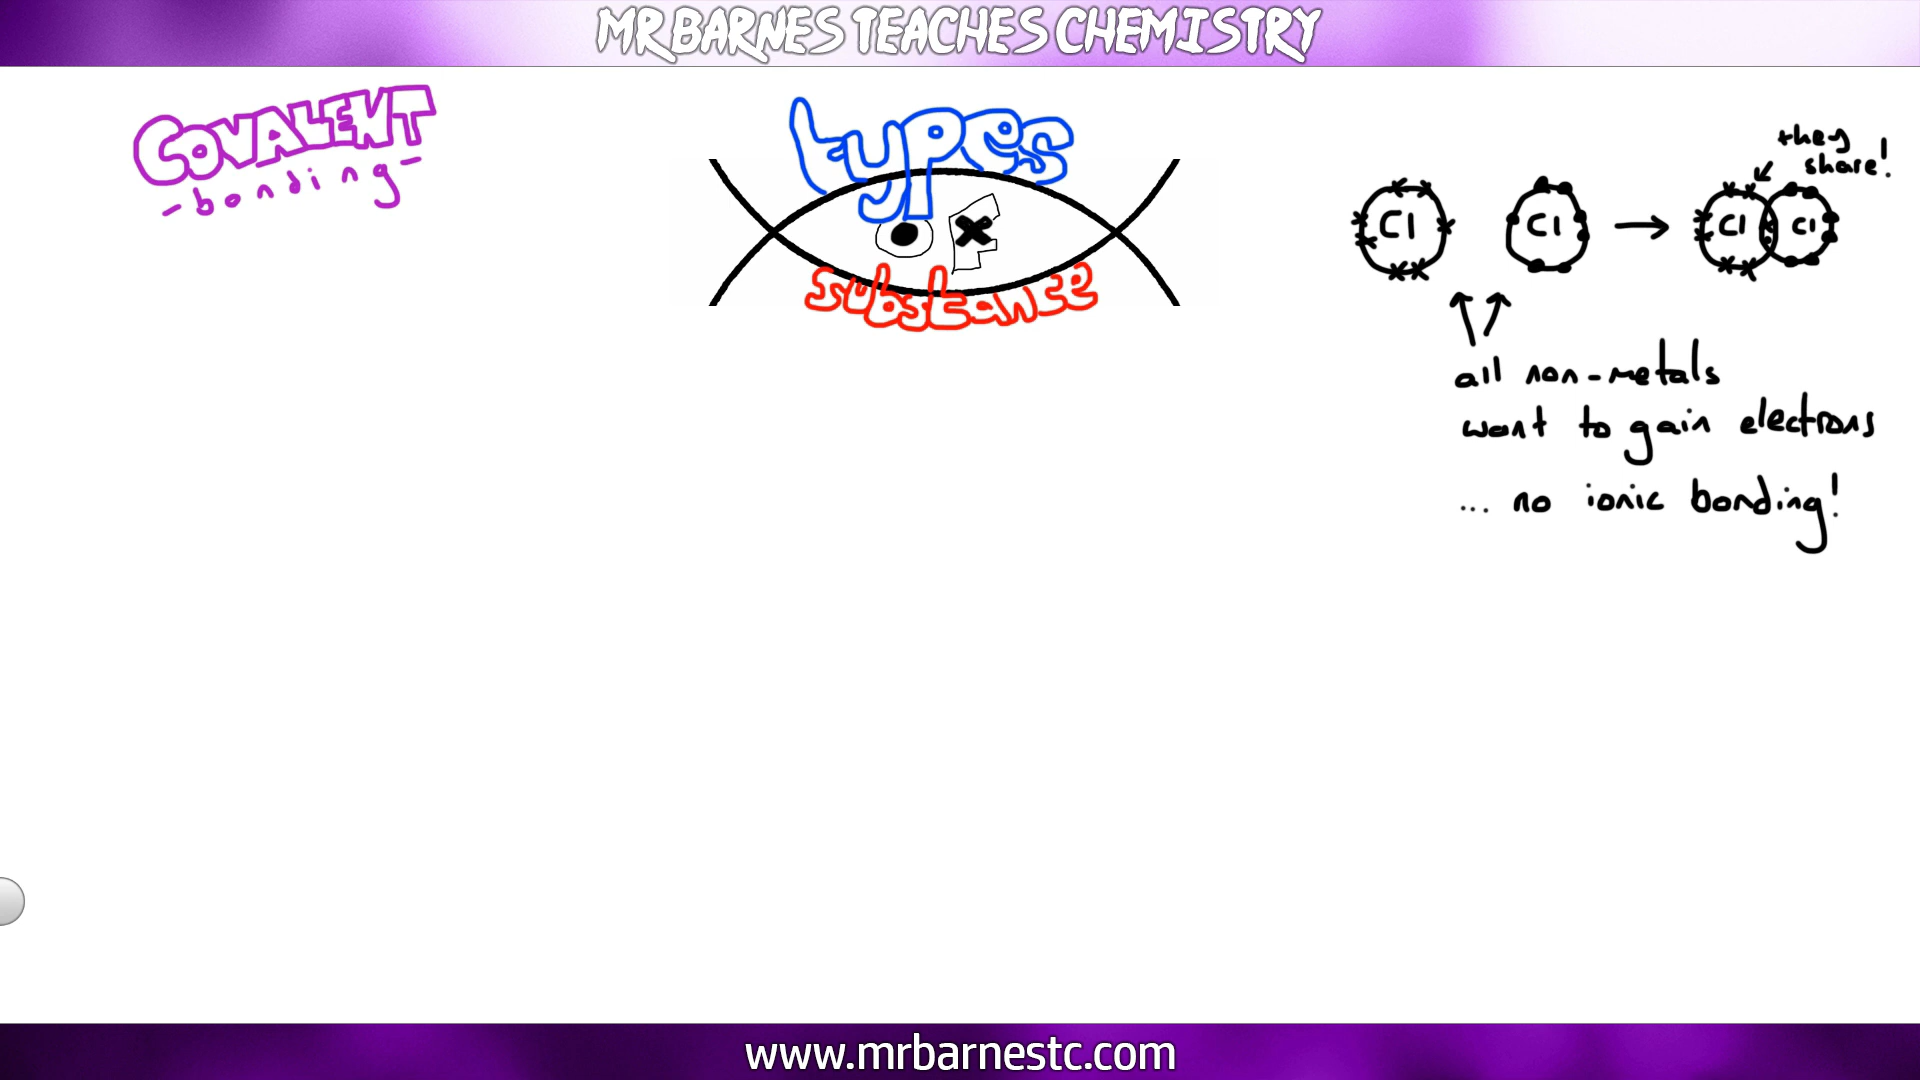 MR BARNES TEACHES CHEMISTRY
COVALENT
-bonding-
types
of
substance
they
share!
Cl Cl → Cl Cl
all non-metals
want to gain electrons
... no ionic bonding!
www.mrbarnestc.com